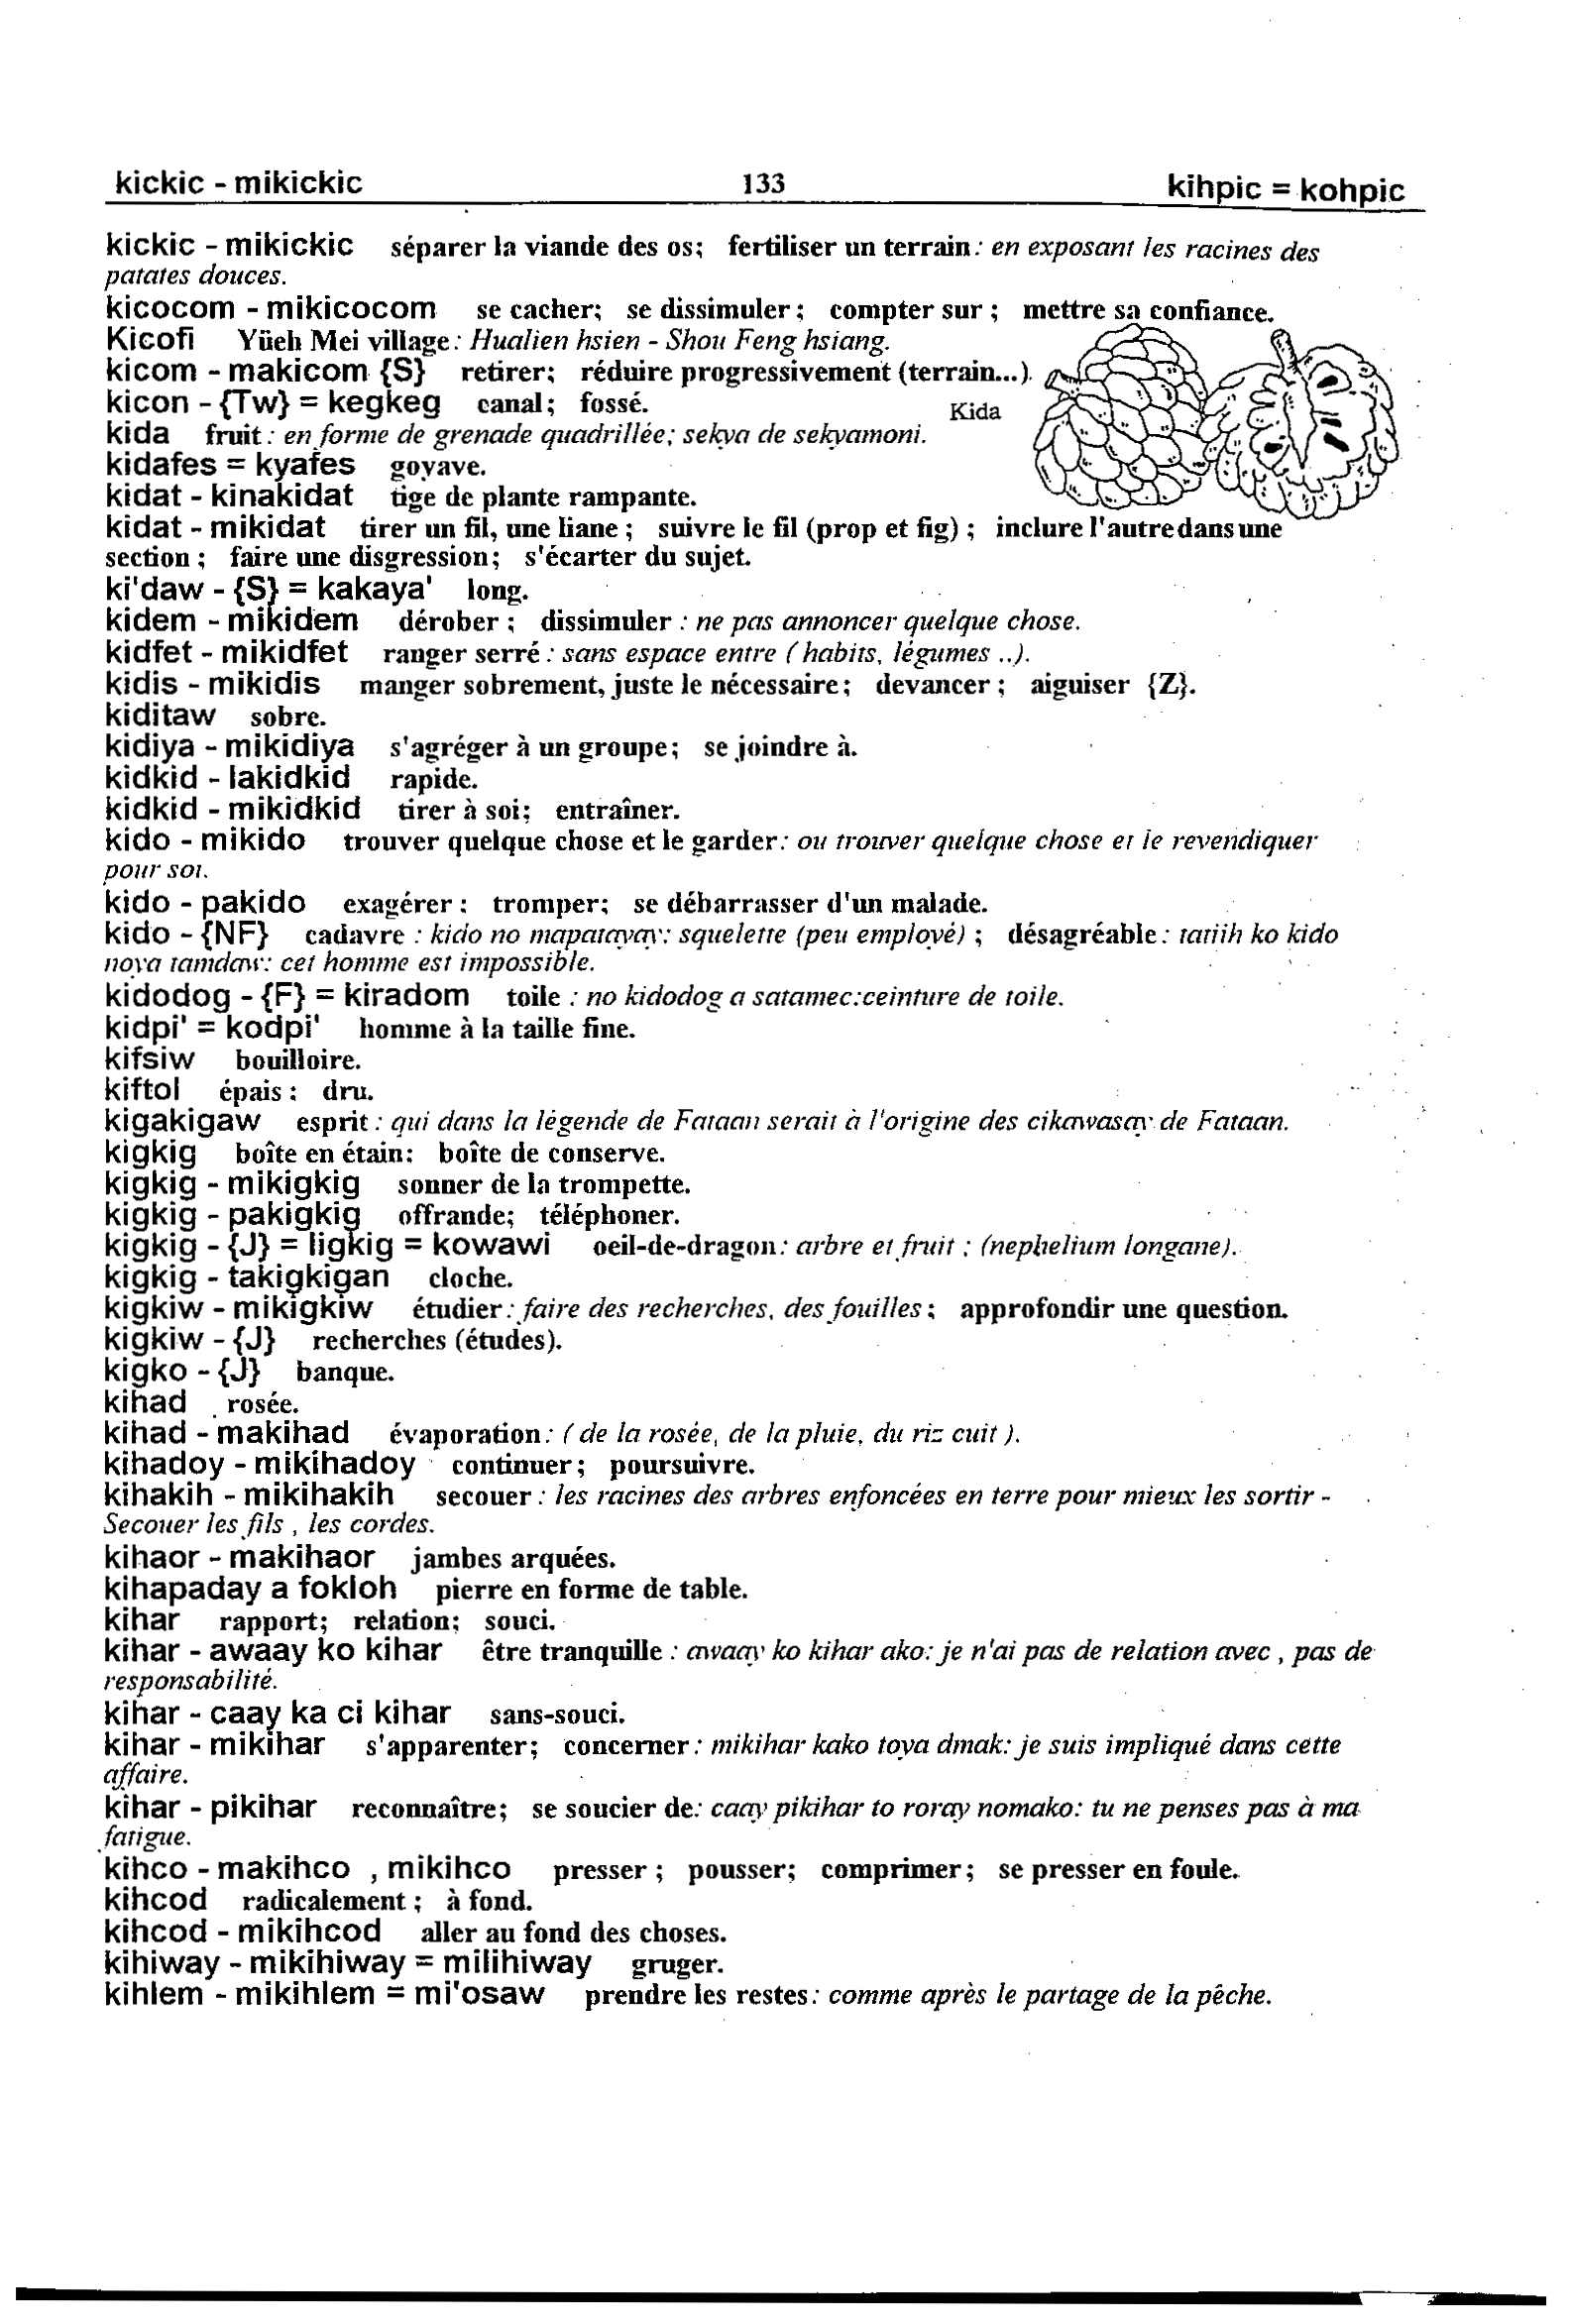 kickic - mikickic 133 kihpic = kohpic
kickic - mikickic séparer la viande des os; fertiliser un terrain: en exposant les racines des
patates douces.
kicocom - mikicocom se cacher; se dissimuler; compter sur ; mettre sa confiance.
Kicofi Yüeh Mei village: Hualien hsien - Shou Feng hsiang.
kicom - makicom {S} retirer; réduire progressivement (terrain...).
kicon - {Tw} = kegkeg canal; fossé.
Kida
kida fruit: en forme de grenade quadrillée; sekya de sekyamoni.
kidafes = kyafes goyave.
kidat - kinakidat tige de plante rampante.
kidat - mikidat tirer un fil, une liane ; suivre le fil (prop et fig) ; inclure l'autre dans une
section ; faire une disgression; s'écarter du sujet.
ki'daw - {S} = kakaya' long.
kidem - mikidem dérober ; dissimuler : ne pas annoncer quelque chose.
kidfet - mikidfet ranger serré : sans espace entre (habits, légumes ..).
kidis - mikidis manger sobrement, juste le nécessaire; devancer ; aiguiser {Z}.
kiditaw sobre.
kidiya - mikidiya s'agréger à un groupe; se joindre à.
kidkid - lakidkid rapide.
kidkid - mikidkid tirer à soi; entraîner.
kido - mikido trouver quelque chose et le garder: ou trouver quelque chose et le revendiquer
pour soi.
kido - pakido exagérer; tromper; se débarrasser d'un malade.
kido - {NF} cadavre : kido no mapatayay: squelette (peu employé) ; désagréable: tariih ko kido
noya tamdaw: cet homme est impossible.
kidodog - {F} = kiradom toile : no kidodog a satamec:ceinture de toile.
kidpi' = kodpi' homme à la taille fine.
kifsiw bouilloire.
kiftol épais; dru.
kigakigaw esprit : qui dans la légende de Fataan serait à l'origine des cikawasay de Fataan.
kigkig boîte en étain; boîte de conserve.
kigkig - mikigkig sonner de la trompette.
kigkig - pakigkig offrande; téléphoner.
kigkig - {J} = ligkig = kowawi oeil-de-dragon: arbre et fruit ; (nephelium longane).
kigkig - takigkigan cloche.
kigkiw - mikigkiw étudier: faire des recherches, des fouilles ; approfondir une question.
kigkiw - {J} recherches (études).
kigko - {J} banque.
kihad rosée.
kihad - makihad évaporation: (de la rosée, de la pluie, du riz cuit ).
kihadoy - mikihadoy continuer; poursuivre.
kihakih - mikihakih secouer : les racines des arbres enfoncées en terre pour mieux les sortir -
Secouer les fils , les cordes.
kihaor - makihaor jambes arquées.
kihapaday a fokloh pierre en forme de table.
kihar rapport; relation; souci.
kihar - awaay ko kihar être tranquille : awaay ko kihar ako: je n'ai pas de relation avec , pas de
responsabilité.
kihar - caay ka ci kihar sans-souci.
kihar - mikihar s'apparenter; concerner: mikihar kako toya dmak: je suis impliqué dans cette
affaire.
kihar - pikihar reconnaître; se soucier de: caay pikihar to roray nomako: tu ne penses pas à ma
fatigue.
kihco - makihco , mikihco presser ; pousser; comprimer; se presser en foule.
kihcod radicalement ; à fond.
kihcod - mikihcod aller au fond des choses.
kihiway - mikihiway = milihiway gruger.
kihlem - mikihlem = mi'osaw prendre les restes: comme après le partage de la pêche.